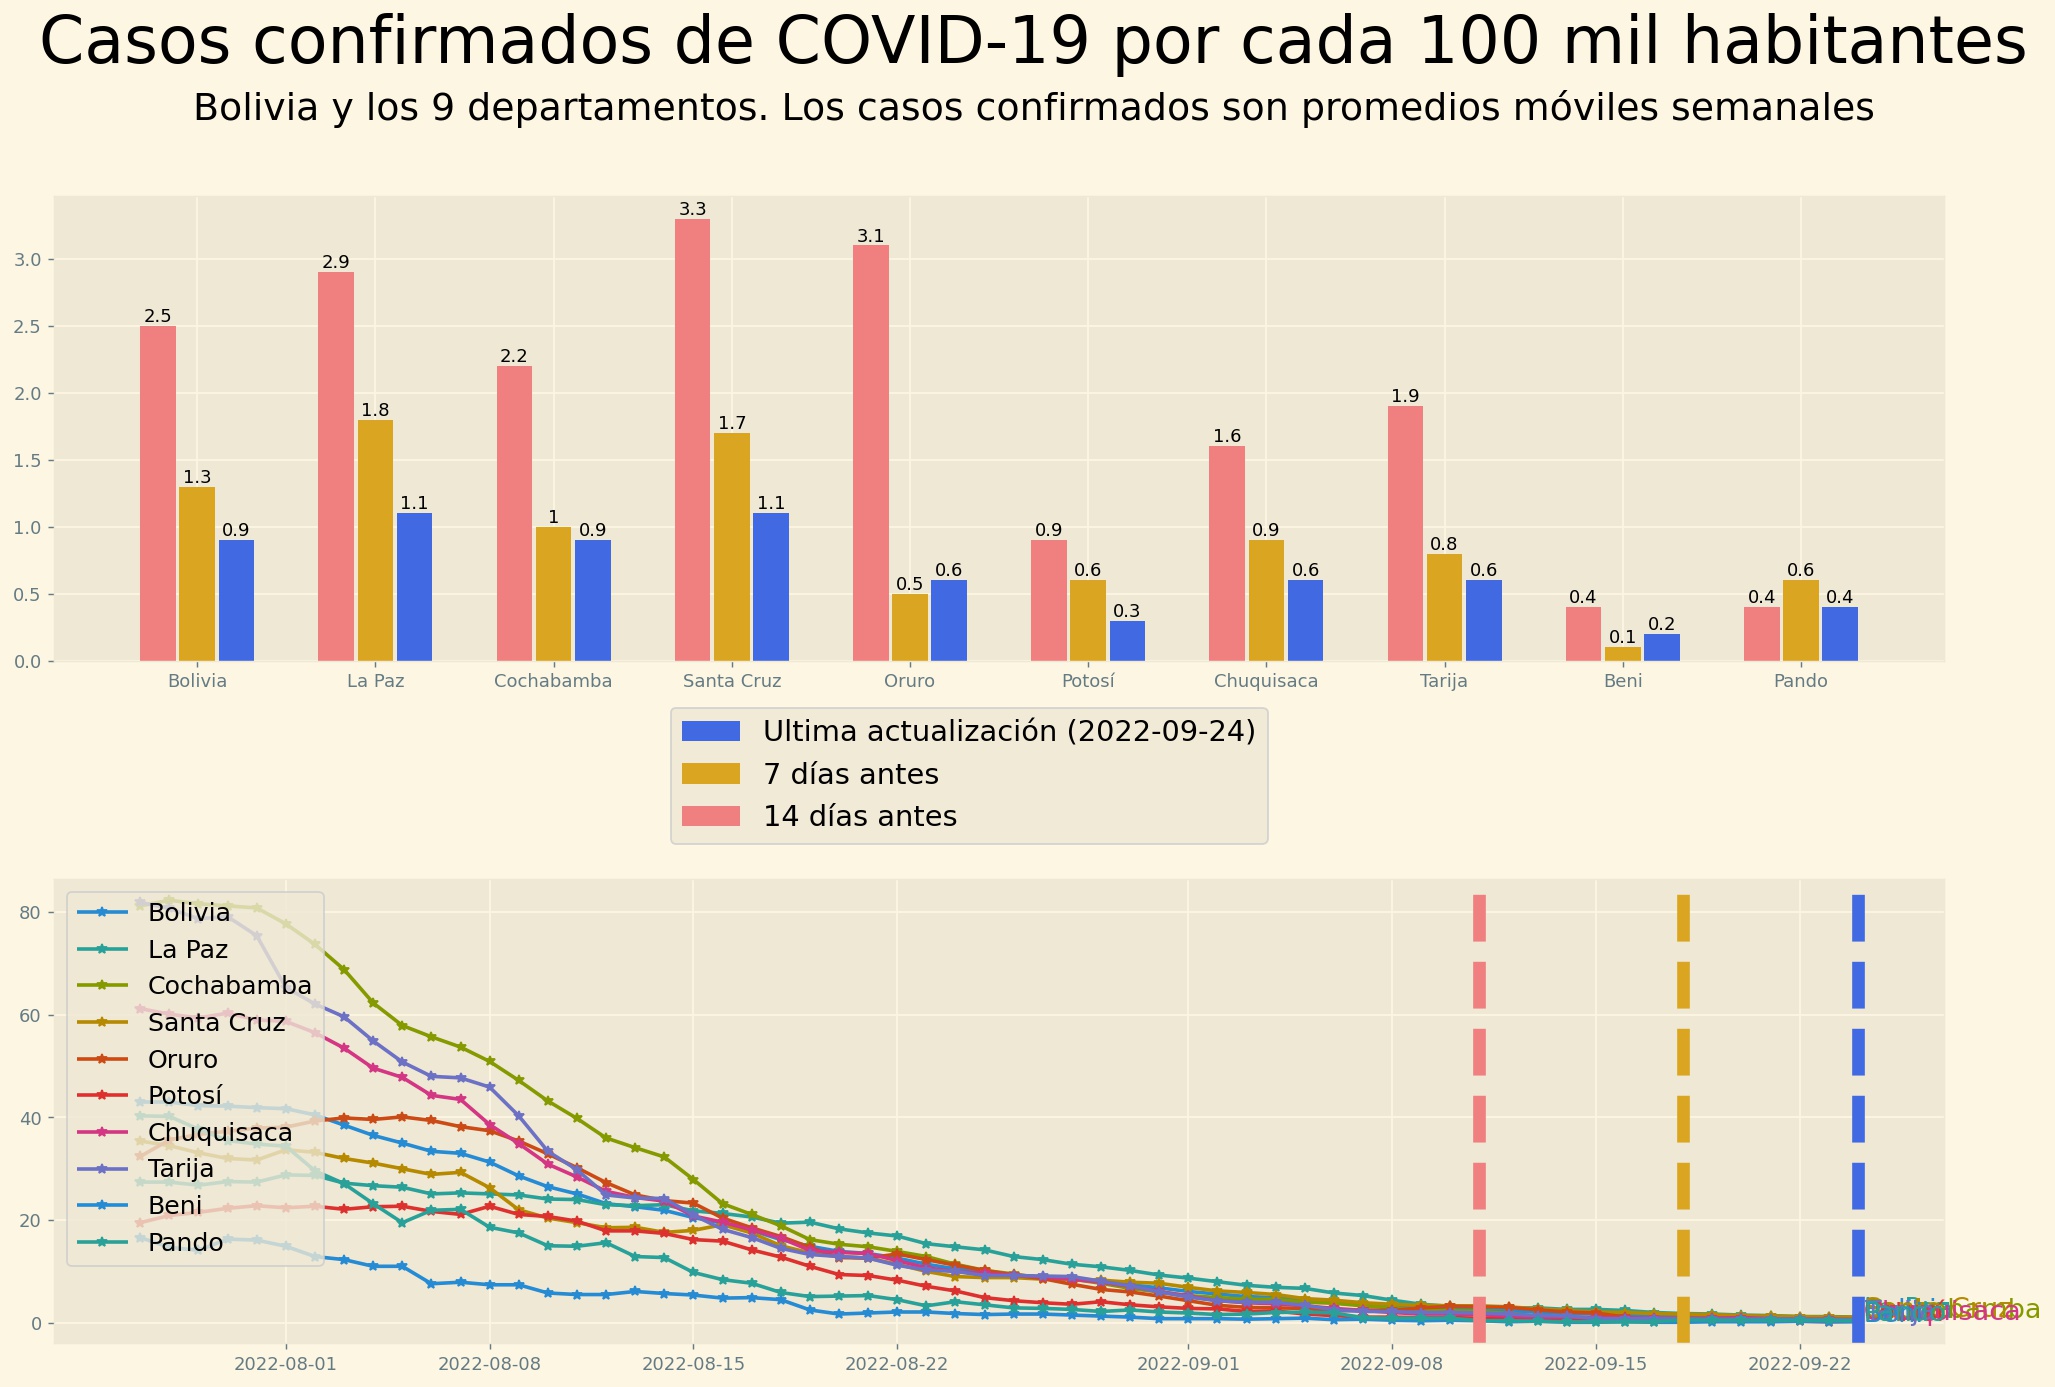 Casos confirmados de COVID-19 por cada 100 mil habitantes
Bolivia y los 9 departamentos. Los casos confirmados son promedios móviles semanales
3.0
2.5
2.0
1.5
1.0
0.5
0.0
2.5 1.3 0.9
2.9 1.8 1.1
2.2 1 0.9
3.3 1.7 1.1
3.1 0.5 0.6
0.9 0.6 0.3
1.6 0.9 0.6
1.9 0.8 0.6
0.4 0.1 0.2
0.4 0.6 0.4
Bolivia La Paz Cochabamba Santa Cruz Oruro Potosí Chuquisaca Tarija Beni Pando
Ultima actualización (2022-09-24)
7 días antes
14 días antes
80
60
40
20
0
Bolivia
La Paz
Cochabamba
Santa Cruz
Oruro
Potosí
Chuquisaca
Tarija
Beni
Pando
2022-08-01 2022-08-08 2022-08-15 2022-08-22 2022-09-01 2022-09-08 2022-09-15 2022-09-22